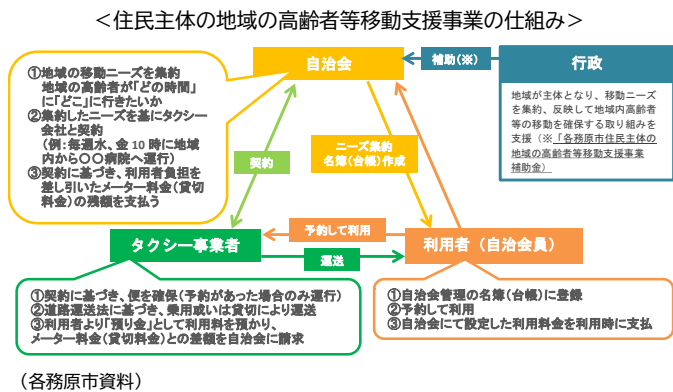 ＜住民主体の地域の高齢者等移動支援事業の仕組み＞
①地域の移動ニーズを集約
地域の高齢者が「どの時間」
に「どこ」に行きたいか
②集約したニーズを基にタクシー
会社と契約
（例：毎週水、金10時に地域
内から〇〇病院へ運行）
③契約に基づき、利用者負担を
差し引いたメーター料金（貸切
料金）の残額を支払う
自治会
補助（※）
行政
地域が主体となり、移動ニーズ
を集約、反映して地域内高齢者
等の移動を確保する取り組みを
支援（※「各務原市住民主体の
地域の高齢者等移動支援事業
補助金）
契約
ニーズ集約
名簿（台帳）作成
タクシー事業者
予約して利用
運送
利用者（自治会員）
①契約に基づき、便を確保（予約があった場合のみ運行）
②道路運送法に基づき、乗用或いは貸切により運送
③利用者より「預り金」として利用料を預かり、
メーター料金（貸切料金）との差額を自治会に請求
①自治会管理の名簿（台帳）に登録
②予約して利用
③自治会にて設定した利用料金を利用時に支払
（各務原市資料）